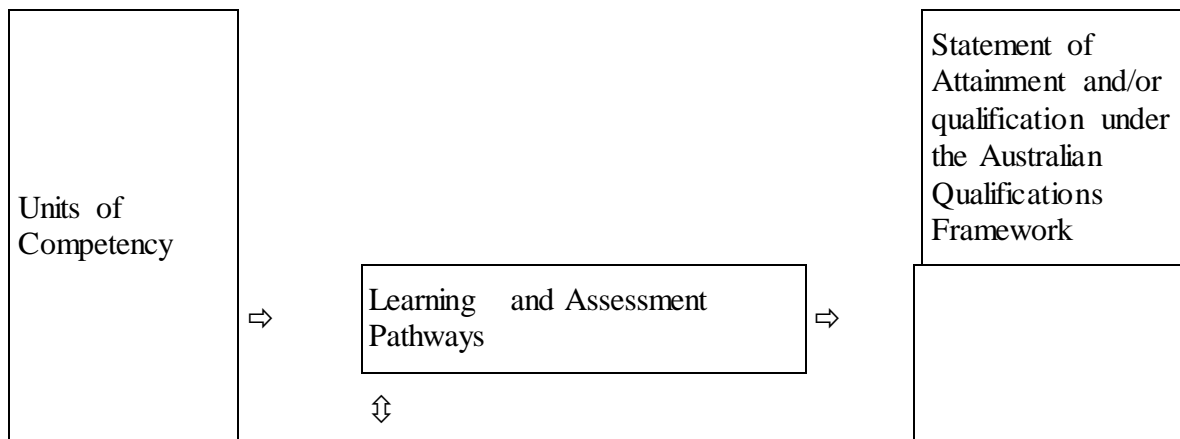 Units of
Competency
⇨
Learning and Assessment
Pathways
⇨
Statement of
Attainment and/or
qualification under
the Australian
Qualifications
Framework
⇳